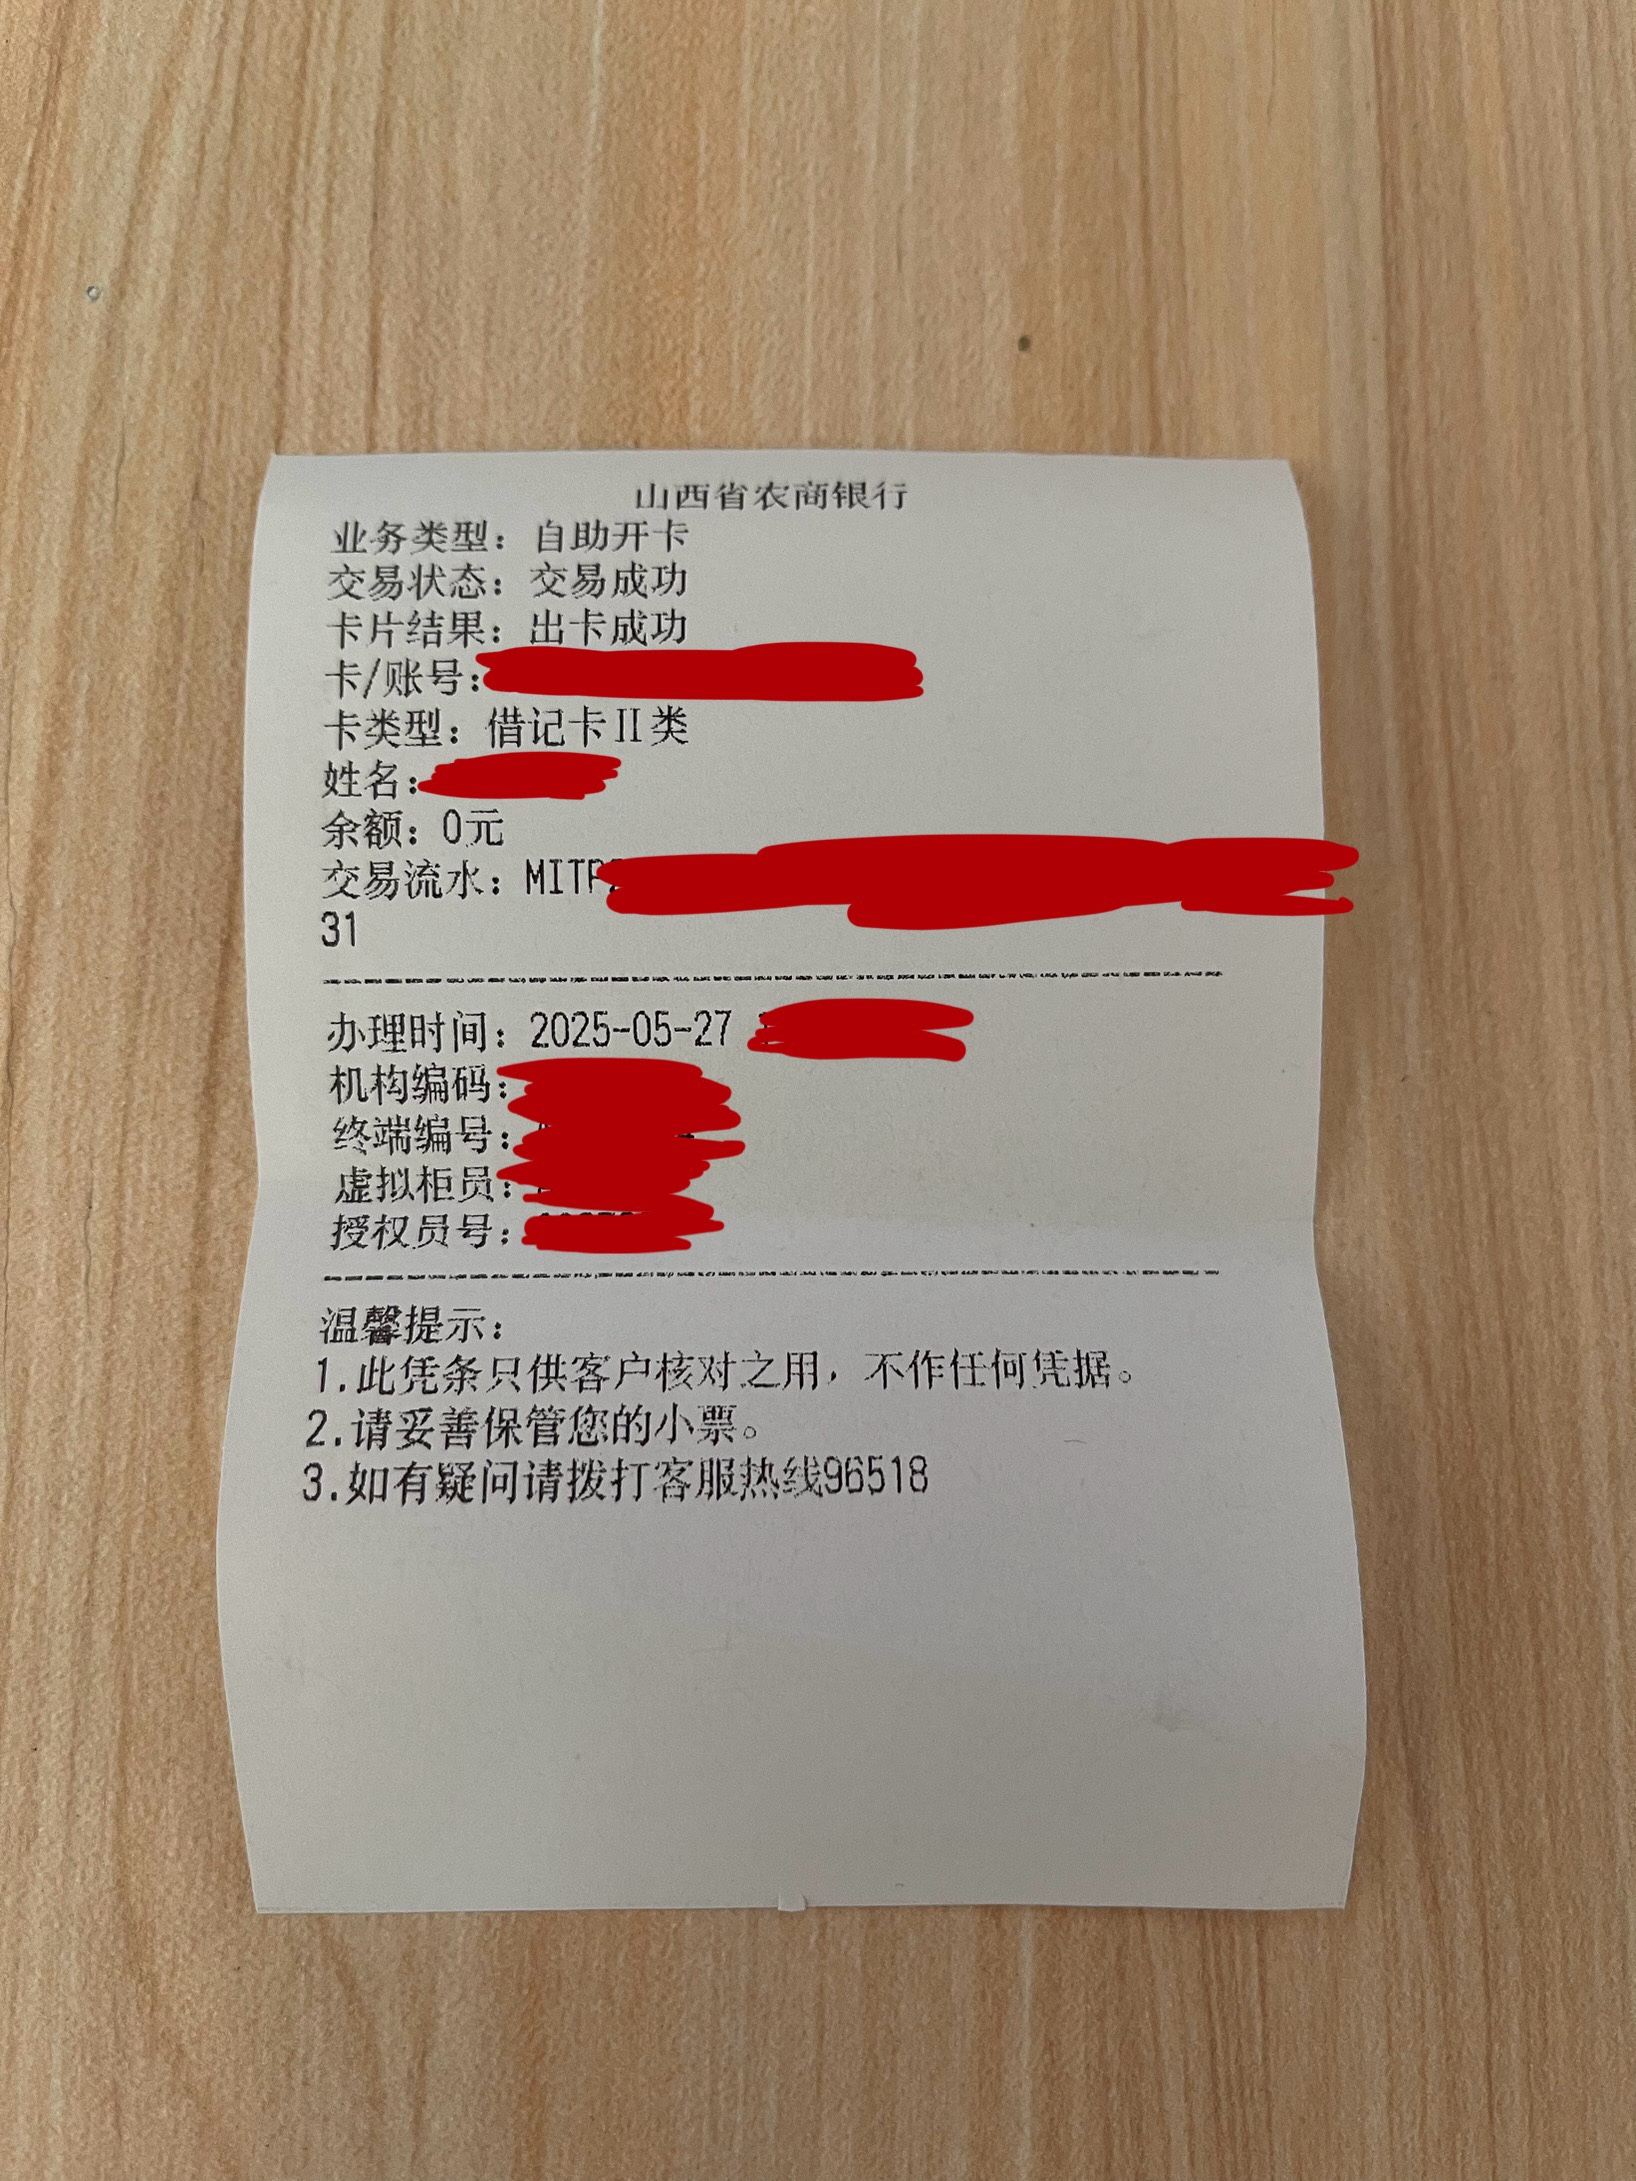 山西省农商银行
业务类型：自助开卡
交易状态：交易成功
卡片结果：出卡成功
卡/账号：
卡类型：借记卡Ⅱ类
姓名：
余额：0元
交易流水：MITP
31
办理时间：2025-05-27
机构编码：
终端编号：
虚拟柜员：
授权员号：
温馨提示：
1.此凭条只供客户核对之用，不作任何凭据。
2.请妥善保管您的小票。
3.如有疑问请拨打客服热线96518